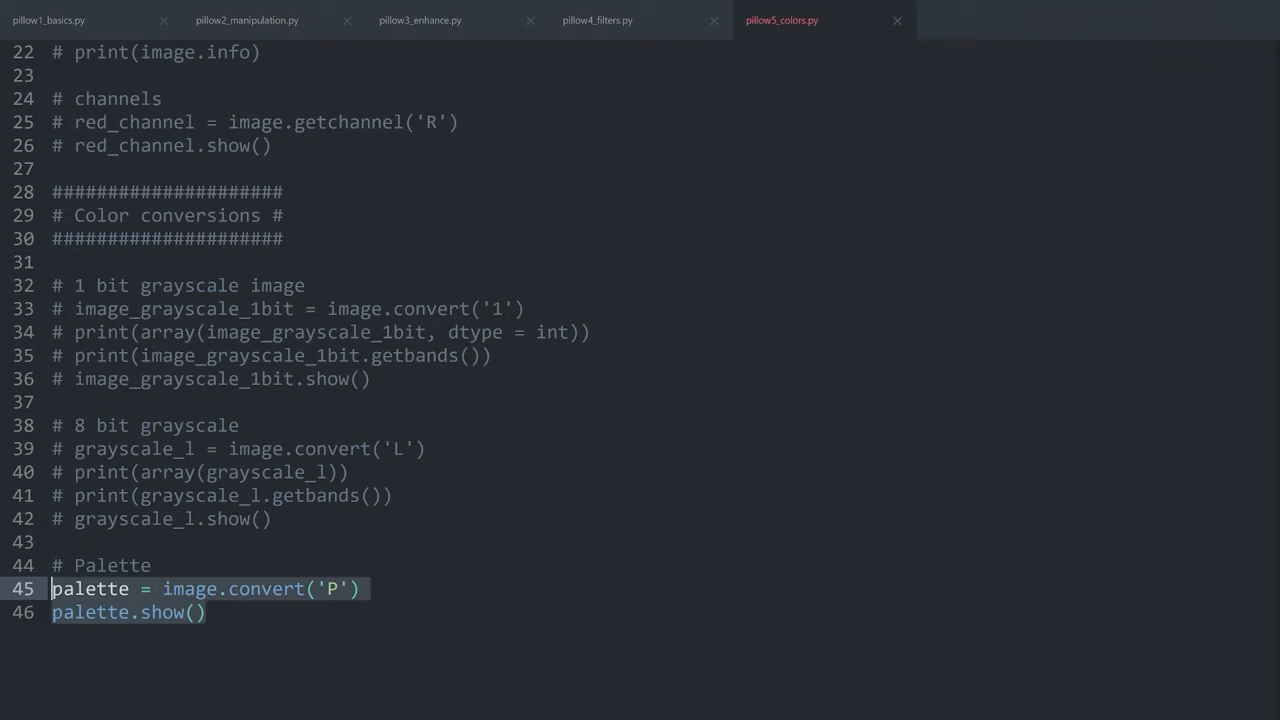 pillow1_basics.py pillow2_manipulation.py pillow3_enhance.py pillow4_filters.py pillow5_colors.py
22 # print(image.info)
23
24 # channels
25 # red_channel = image.getchannel('R')
26 # red_channel.show()
27
28 #####################
29 # Color conversions #
30 #####################
31
32 # 1 bit grayscale image
33 # image_grayscale_1bit = image.convert('1')
34 # print(array(image_grayscale_1bit, dtype = int))
35 # print(image_grayscale_1bit.getbands())
36 # image_grayscale_1bit.show()
37
38 # 8 bit grayscale
39 # grayscale_l = image.convert('L')
40 # print(array(grayscale_l))
41 # print(grayscale_l.getbands())
42 # grayscale_l.show()
43
44 # Palette
45 palette = image.convert('P')
46 palette.show()